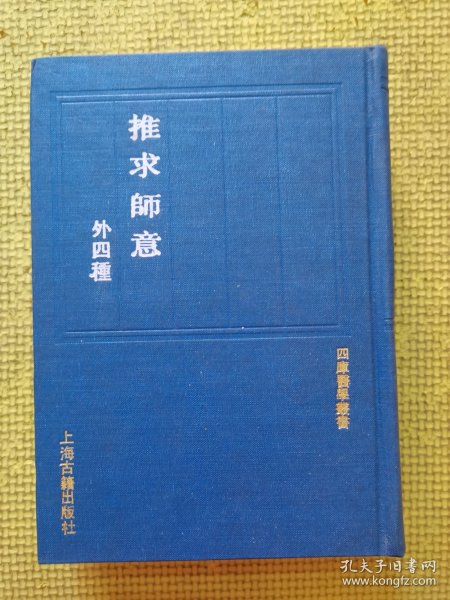 推求師意
外四種
四庫醫學叢書
上海古籍出版社
孔夫子旧书网
www.kongfz.com